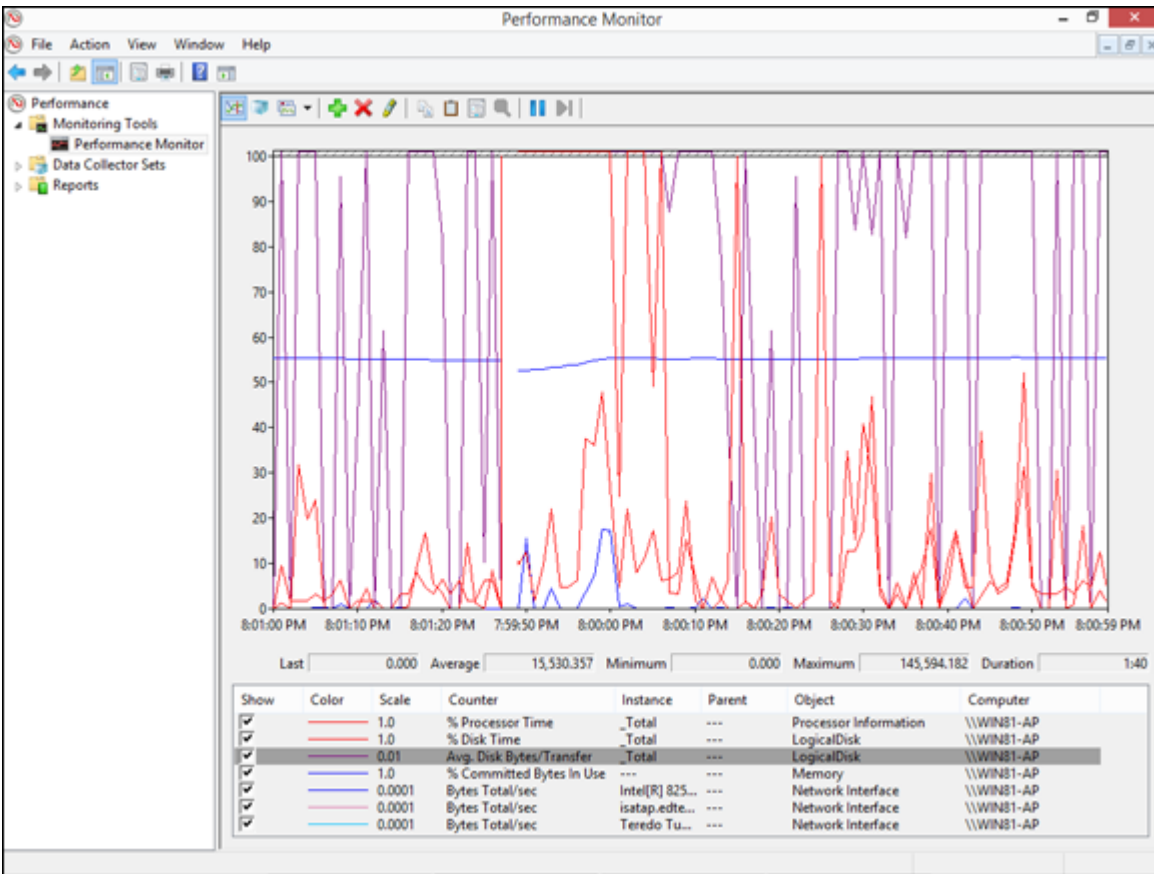 Performance Monitor
File Action View Window Help
Performance
Monitoring Tools
Performance Monitor
Data Collector Sets
Reports
100
90
80
70
60
50
40
30
20
10
0
8:01:00 PM 8:01:10 PM 8:01:20 PM 7:59:50 PM 8:00:00 PM 8:00:10 PM 8:00:20 PM 8:00:30 PM 8:00:40 PM 8:00:50 PM 8:00:59 PM
Last 0.000 Average 15,530.357 Minimum 0.000 Maximum 145,594.182 Duration 1:40
Show Color Scale Counter Instance Parent Object Computer
1.0 % Processor Time _Total --- Processor Information \\WIN81-AP
1.0 % Disk Time _Total --- LogicalDisk \\WIN81-AP
0.01 Avg. Disk Bytes/Transfer _Total --- LogicalDisk \\WIN81-AP
1.0 % Committed Bytes In Use --- --- Memory \\WIN81-AP
0.0001 Bytes Total/sec Intel[R] 825... --- Network Interface \\WIN81-AP
0.0001 Bytes Total/sec isatap.edte... --- Network Interface \\WIN81-AP
0.0001 Bytes Total/sec Teredo Tu... --- Network Interface \\WIN81-AP